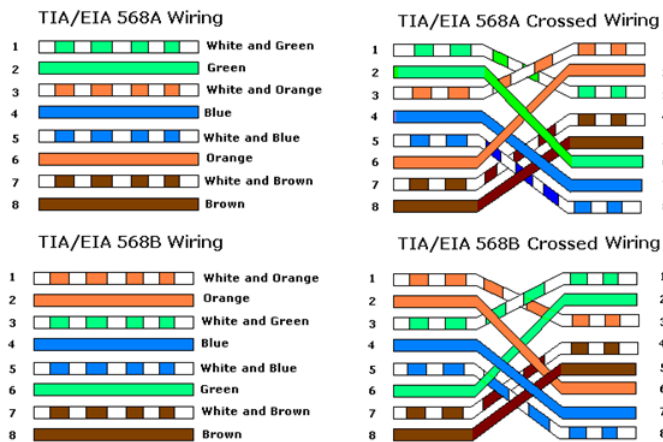 TIA/EIA 568A Wiring
1 White and Green
2 Green
3 White and Orange
4 Blue
5 White and Blue
6 Orange
7 White and Brown
8 Brown
TIA/EIA 568A Crossed Wiring
1
2
3
4
5
6
7
8
TIA/EIA 568B Wiring
1 White and Orange
2 Orange
3 White and Green
4 Blue
5 White and Blue
6 Green
7 White and Brown
8 Brown
TIA/EIA 568B Crossed Wiring
1 1
2 2
3 3
4 4
5 5
6 6
7 7
8 8